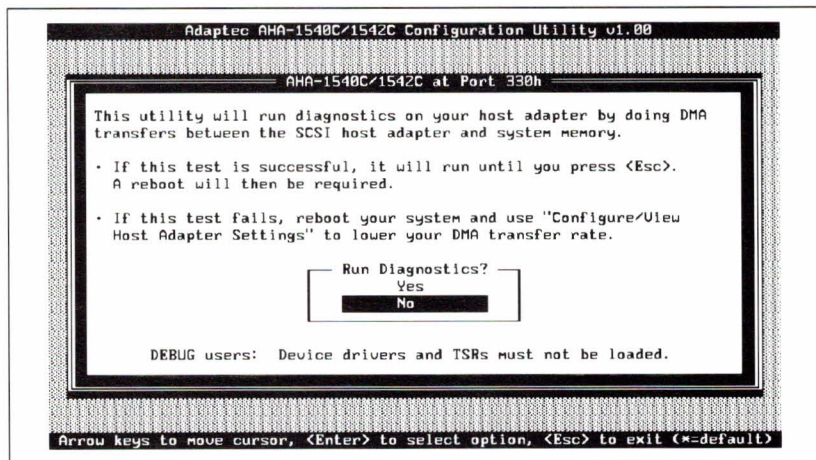 Adaptec AHA-1540C/1542C Configuration Utility v1.00
AHA-1540C/1542C at Port 330h
This utility will run diagnostics on your host adapter by doing DMA
transfers between the SCSI host adapter and system memory.
· If this test is successful, it will run until you press <Esc>.
A reboot will then be required.
· If this test fails, reboot your system and use "Configure/View
Host Adapter Settings" to lower your DMA transfer rate.
Run Diagnostics?
Yes
No
DEBUG users: Device drivers and TSRs must not be loaded.
Arrow keys to move cursor, <Enter> to select option, <Esc> to exit (*=default)